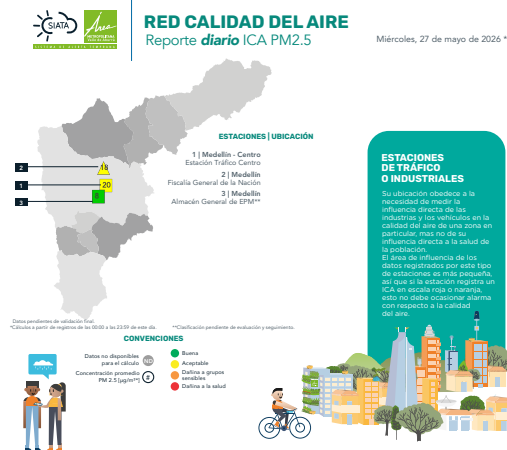 SIATA
Área
METROPOLITANA
RED CALIDAD DEL AIRE
Reporte diario ICA PM2.5
Miércoles, 27 de mayo de 2026 *
ESTACIONES | UBICACIÓN
1 | Medellín - Centro
Estación Tráfico Centro
2 | Medellín
Fiscalía General de la Nación
3 | Medellín
Almacén General de EPM**
2
18
1
20
3
ESTACIONES
DE TRÁFICO
O INDUSTRIALES
Su ubicación obedece a la
necesidad de medir la
influencia directa de las
industrias y los vehículos en la
calidad del aire de una zona en
particular, mas no de su
influencia directa a la salud de
la población.
El área de influencia de los
datos registrados por este tipo
de estaciones es más pequeña,
así que si la estación registra un
ICA en escala roja o naranja,
esto no debe ocasionar alarma
con respecto a la calidad
del aire.
Datos pendientes de validación final.
*Cálculos a partir de registros de las 00:00 a las 23:59 de este día.
**Clasificación pendiente de evaluación y seguimiento.
CONVENCIONES
Datos no disponibles
para el cálculo
ND
Concentración promedio
PM 2.5 (µg/m³)
#
Buena
Aceptable
Dañina a grupos
sensibles
Dañina a la salud